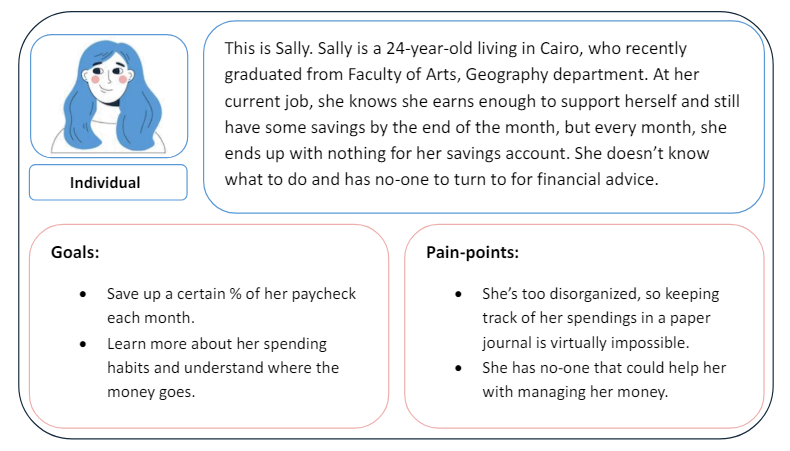 This is Sally. Sally is a 24-year-old living in Cairo, who recently
graduated from Faculty of Arts, Geography department. At her
current job, she knows she earns enough to support herself and still
have some savings by the end of the month, but every month, she
ends up with nothing for her savings account. She doesn’t know
what to do and has no-one to turn to for financial advice.
Individual
Goals:
• Save up a certain % of her paycheck
each month.
• Learn more about her spending
habits and understand where the
money goes.
Pain-points:
• She’s too disorganized, so keeping
track of her spendings in a paper
journal is virtually impossible.
• She has no-one that could help her
with managing her money.